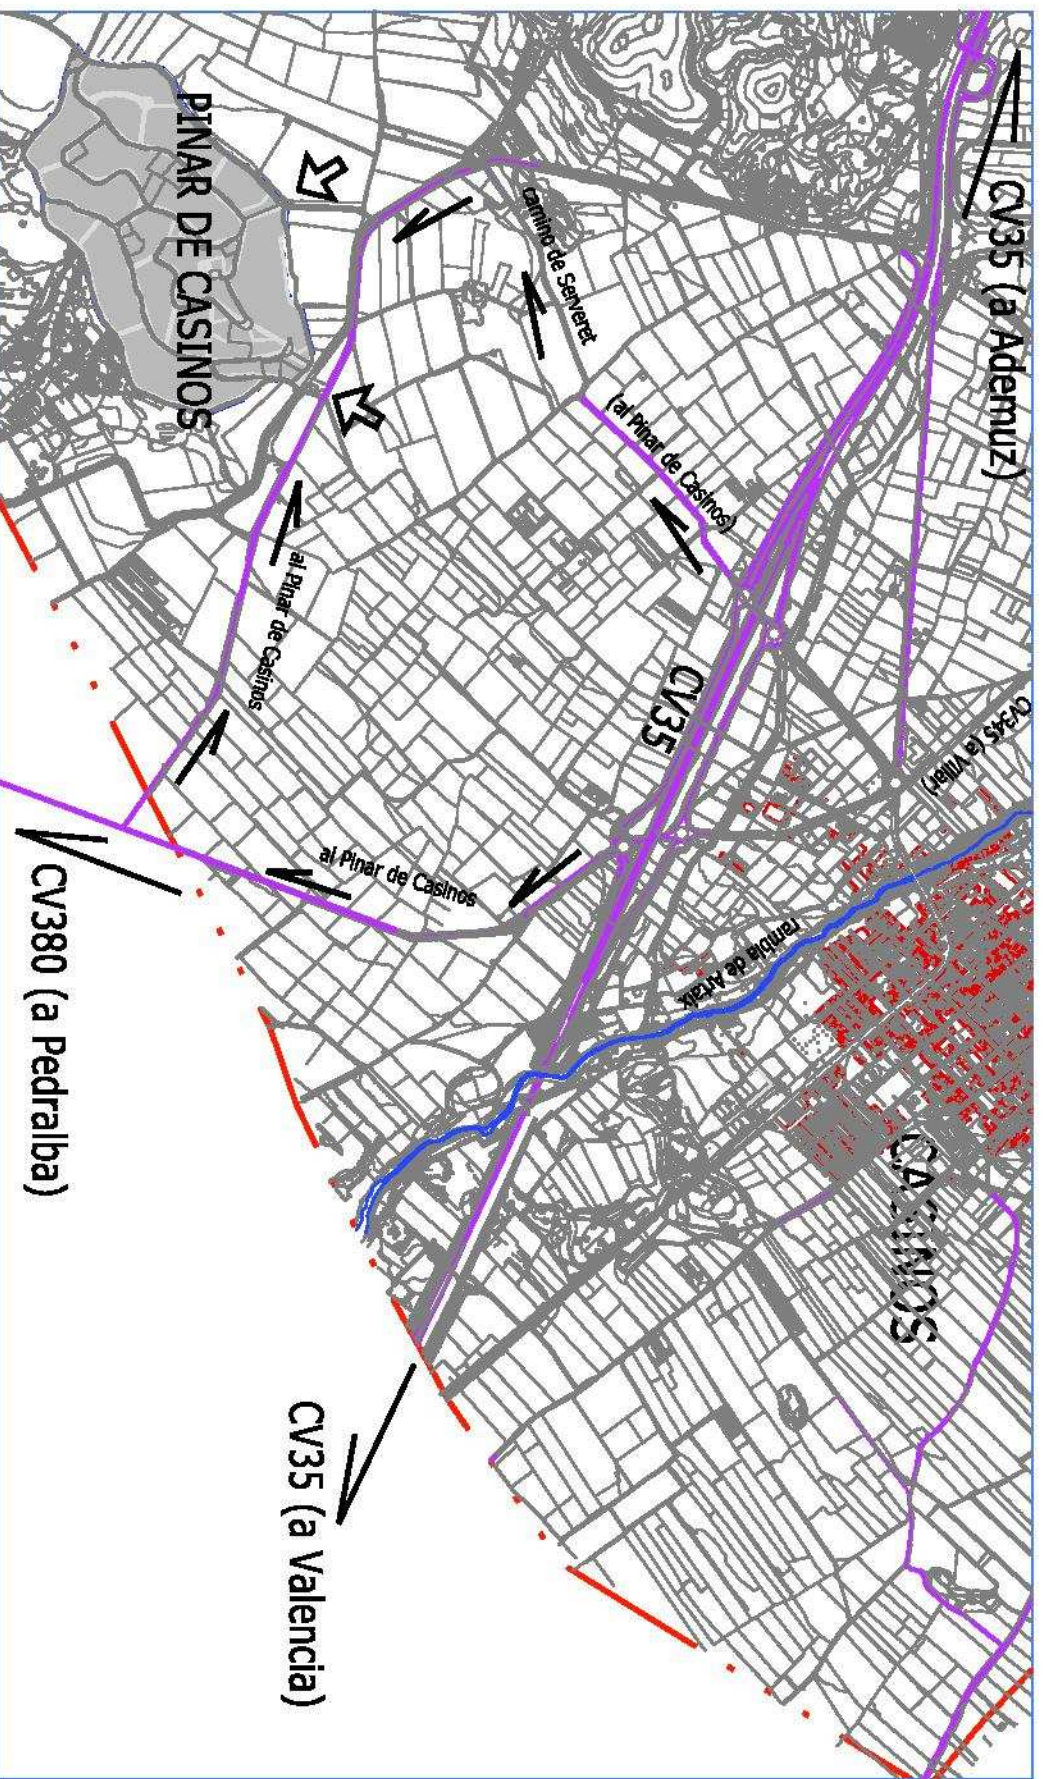 CV35 (a Ademuz)
CV345 (a Villar)
camino de Serveret
(al Pinar de Casinos)
PINAR DE CASINOS
CV35
rambla de Artaix
CASINOS
al Pinar de Casinos
al Pinar de Casinos
CV380 (a Pedralba)
CV35 (a Valencia)